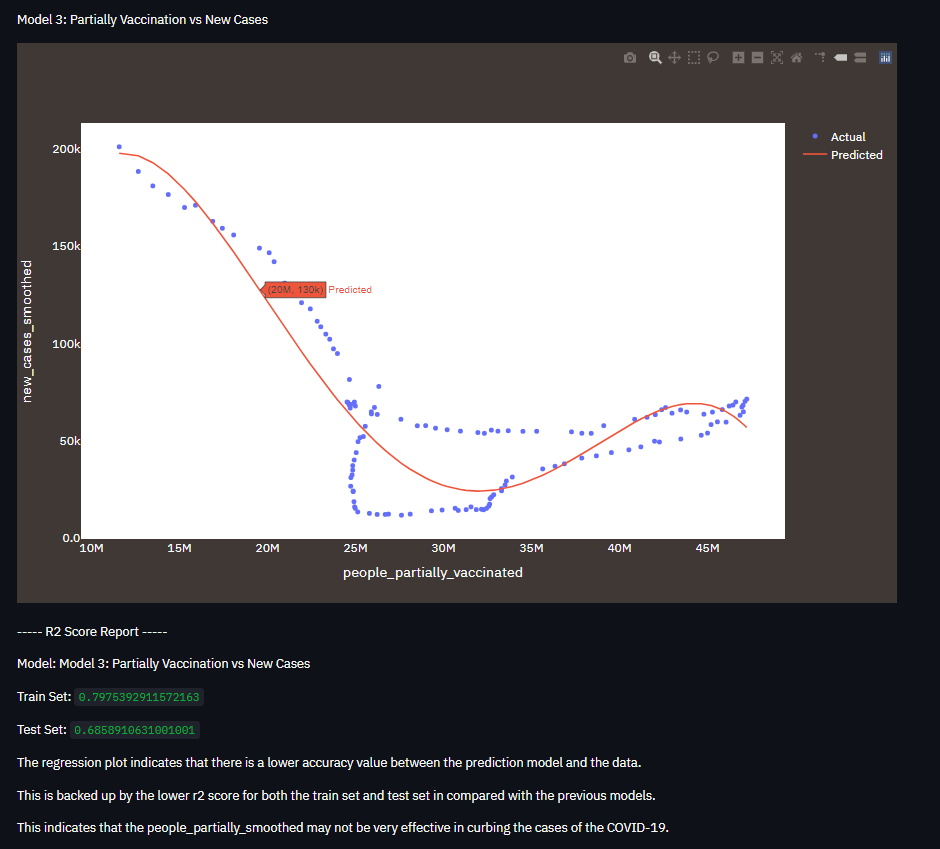 Model 3: Partially Vaccination vs New Cases
Actual
Predicted
200k
150k
100k
50k
0.0
new_cases_smoothed
(20M, 130k) Predicted
10M 15M 20M 25M 30M 35M 40M 45M
people_partially_vaccinated
----- R2 Score Report -----
Model: Model 3: Partially Vaccination vs New Cases
Train Set: 0.7975392911572163
Test Set: 0.6858910631001001
The regression plot indicates that there is a lower accuracy value between the prediction model and the data.
This is backed up by the lower r2 score for both the train set and test set in compared with the previous models.
This indicates that the people_partially_smoothed may not be very effective in curbing the cases of the COVID-19.